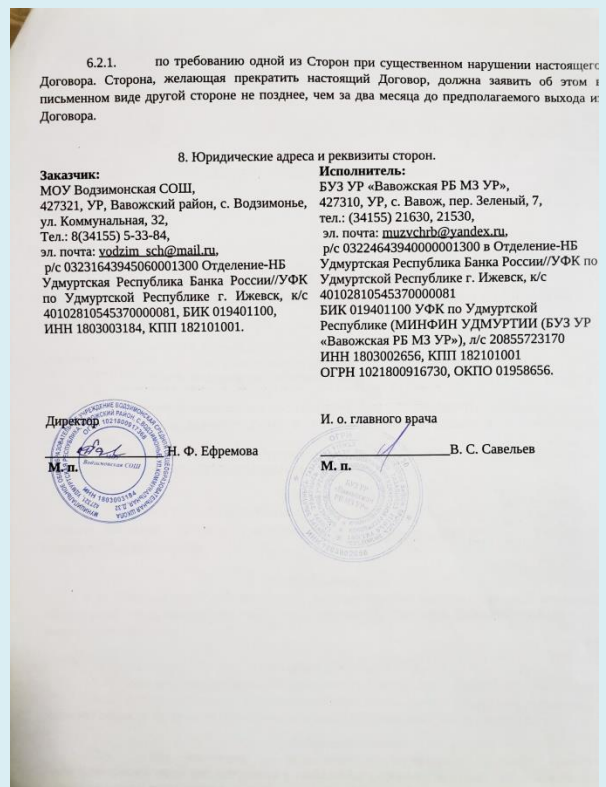 6.2.1. по требованию одной из Сторон при существенном нарушении настоящего
Договора. Сторона, желающая прекратить настоящий Договор, должна заявить об этом в
письменном виде другой стороне не позднее, чем за два месяца до предполагаемого выхода из
Договора.
8. Юридические адреса и реквизиты сторон.
Заказчик:
МОУ Водзимонская СОШ,
427321, УР, Вавожский район, с. Водзимонье,
ул. Коммунальная, 32,
Тел.: 8(34155) 5-33-84,
эл. почта: vodzim_sch@mail.ru,
р/с 03231643945060001300 Отделение-НБ
Удмуртская Республика Банка России//УФК
по Удмуртской Республике г. Ижевск, к/с
40102810545370000081, БИК 019401100,
ИНН 1803003184, КПП 182101001.
Исполнитель:
БУЗ УР «Вавожская РБ МЗ УР»,
427310, УР, с. Вавож, пер. Зеленый, 7,
тел.: (34155) 21630, 21530,
эл. почта: muzvchrb@yandex.ru,
р/с 03224643940000001300 в Отделение-НБ
Удмуртская Республика Банка России//УФК по
Удмуртской Республике г. Ижевск, к/с
40102810545370000081
БИК 019401100 УФК по Удмуртской
Республике (МИНФИН УДМУРТИИ (БУЗ УР
«Вавожская РБ МЗ УР»), л/с 20855723170
ИНН 1803002656, КПП 182101001
ОГРН 1021800916730, ОКПО 01958656.
Директор
Н. Ф. Ефремова
М. п.
Водзимонская СОШ
ИНН 1803003184
И. о. главного врача
В. С. Савельев
М. п.